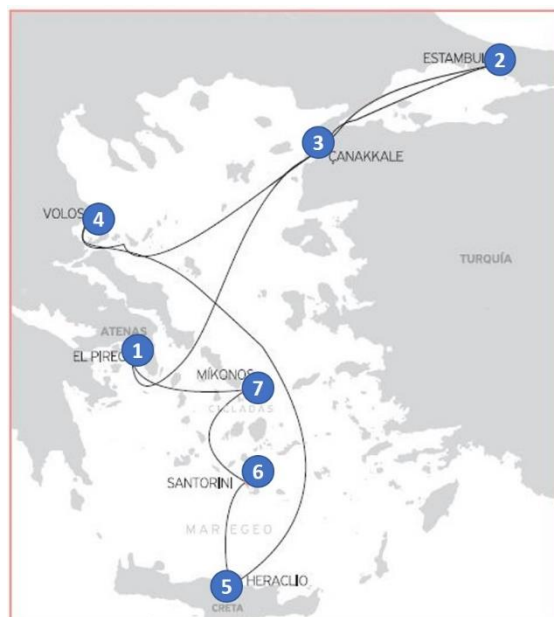 2
ESTAMBUL
3
ÇANAKKALE
4
VOLOS
TURQUÍA
ATENAS
1
EL PIREO
MÍKONOS
7
CÍCLADAS
6
SANTORINI
MAR EGEO
5
HERACLIO
CRETA